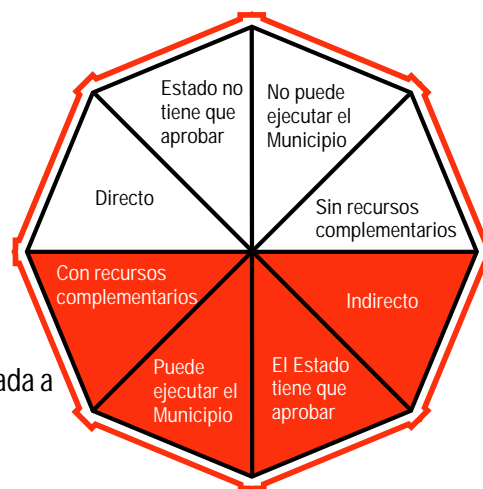 Estado no
tiene que
aprobar
No puede
ejecutar el
Municipio
Directo
Sin recursos
complementarios
Con recursos
complementarios
Indirecto
Puede
ejecutar el
Municipio
El Estado
tiene que
aprobar
ada a